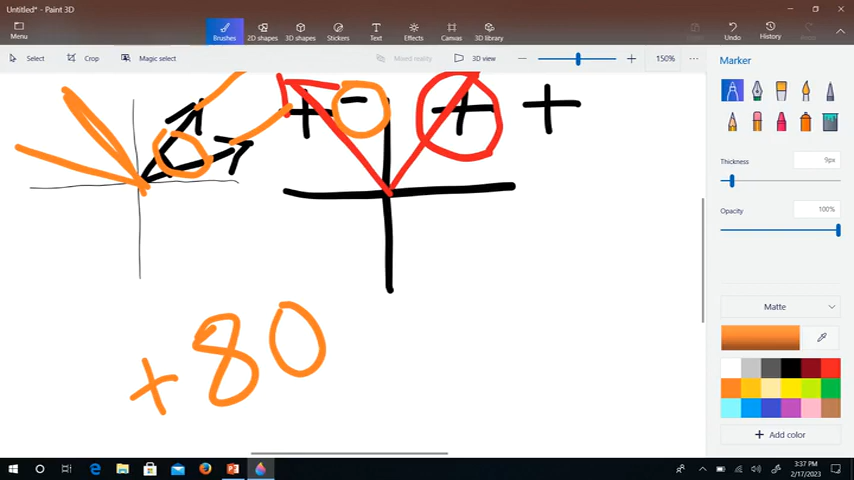 Untitled* - Paint 3D
Menu
Brushes
2D shapes
3D shapes
Stickers
Text
Effects
Canvas
3D library
Undo
History
Redo
Select
Crop
Magic select
Mixed reality
3D view
150%
Marker
Thickness
9px
Opacity
100%
Matte
Add color
+ - + +
+80
3:37 PM
2/17/2023